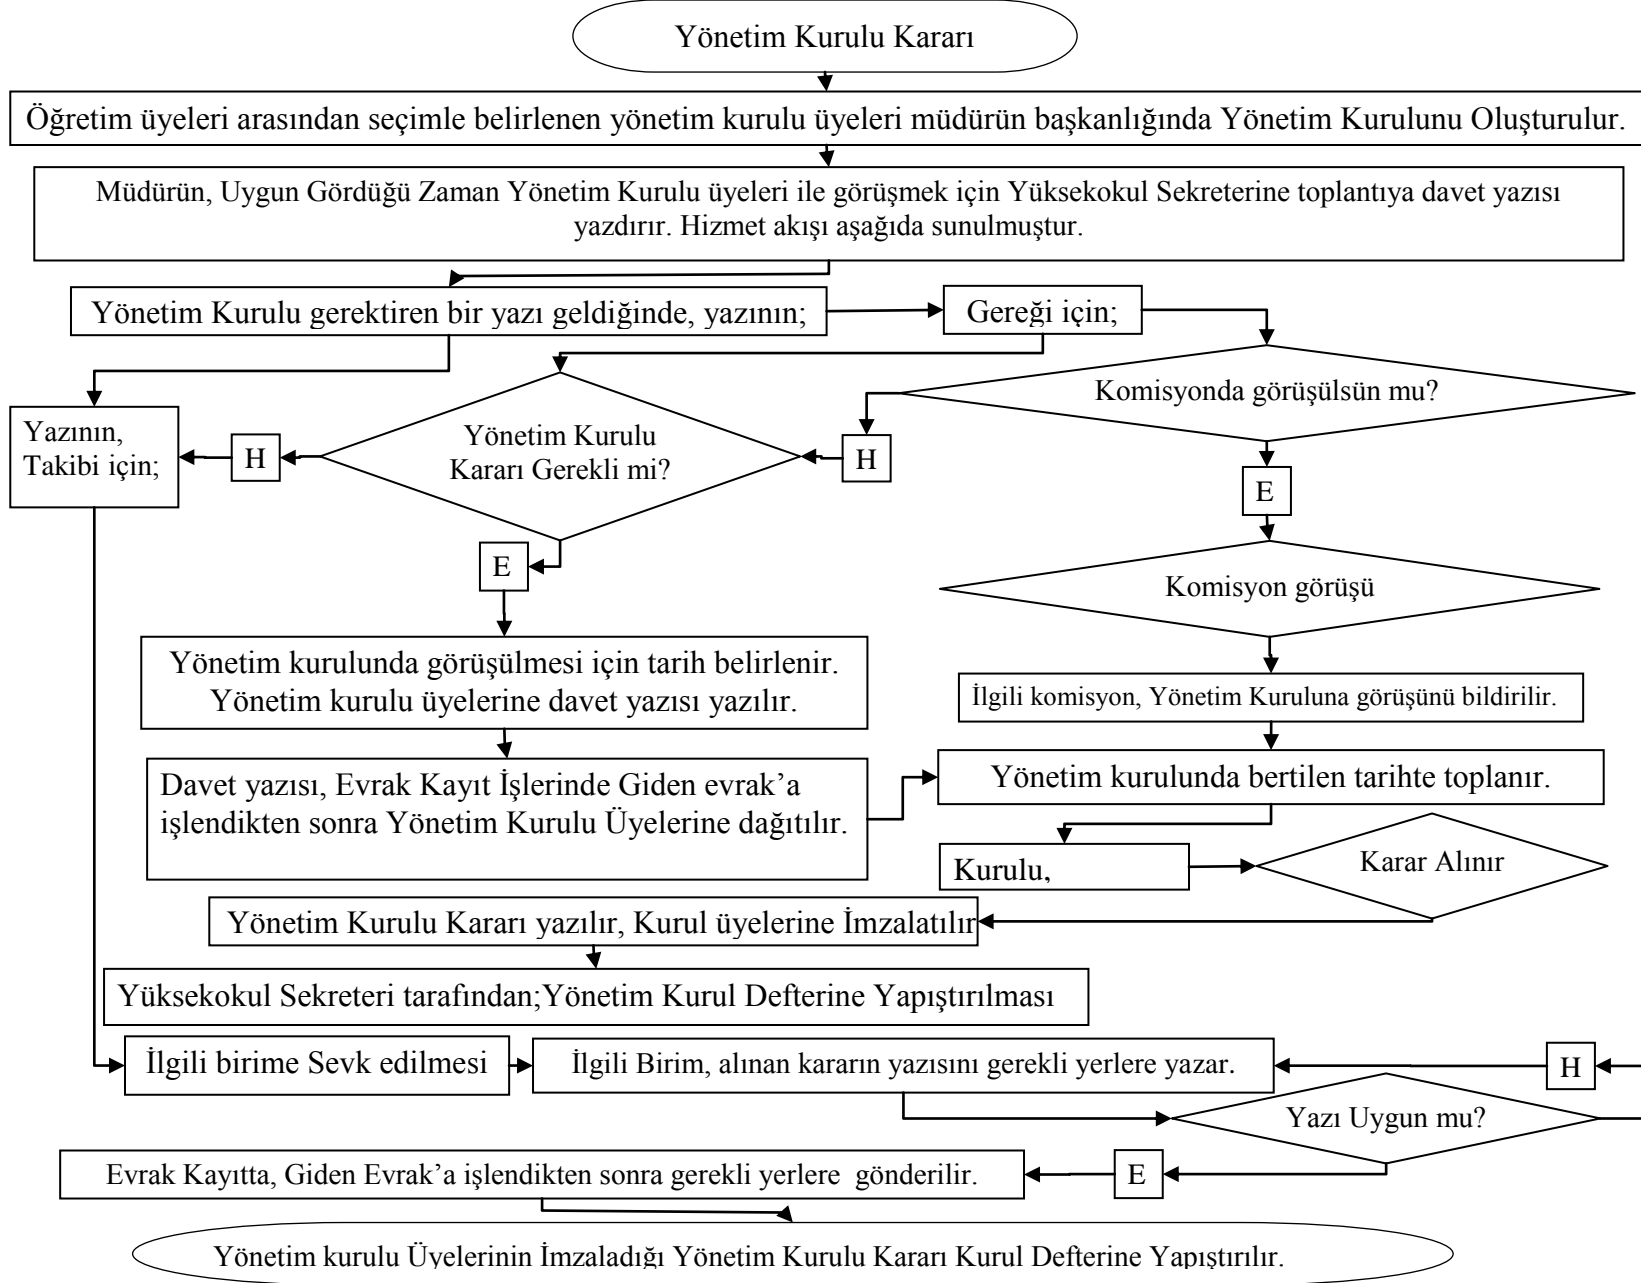 Yönetim Kurulu Kararı
Öğretim üyeleri arasından seçimle belirlenen yönetim kurulu üyeleri müdürün başkanlığında Yönetim Kurulunu Oluşturulur.
Müdürün, Uygun Gördüğü Zaman Yönetim Kurulu üyeleri ile görüşmek için Yüksekokul Sekreterine toplantıya davet yazısı
yazdırır. Hizmet akışı aşağıda sunulmuştur.
Yönetim Kurulu gerektiren bir yazı geldiğinde, yazının;
Gereği için;
Komisyonda görüşülsün mu?
Yazının,
Takibi için;
H
Yönetim Kurulu
Kararı Gerekli mi?
H
E
E
Komisyon görüşü
Yönetim kurulunda görüşülmesi için tarih belirlenir.
Yönetim kurulu üyelerine davet yazısı yazılır.
İlgili komisyon, Yönetim Kuruluna görüşünü bildirilir.
Davet yazısı, Evrak Kayıt İşlerinde Giden evrak’a
işlendikten sonra Yönetim Kurulu Üyelerine dağıtılır.
Yönetim kurulunda bertilen tarihte toplanır.
Kurulu,
Karar Alınır
Yönetim Kurulu Kararı yazılır, Kurul üyelerine İmzalatılır
Yüksekokul Sekreteri tarafından;Yönetim Kurul Defterine Yapıştırılması
İlgili birime Sevk edilmesi
İlgili Birim, alınan kararın yazısını gerekli yerlere yazar.
H
Yazı Uygun mu?
Evrak Kayıtta, Giden Evrak’a işlendikten sonra gerekli yerlere  gönderilir.
E
Yönetim kurulu Üyelerinin İmzaladığı Yönetim Kurulu Kararı Kurul Defterine Yapıştırılır.